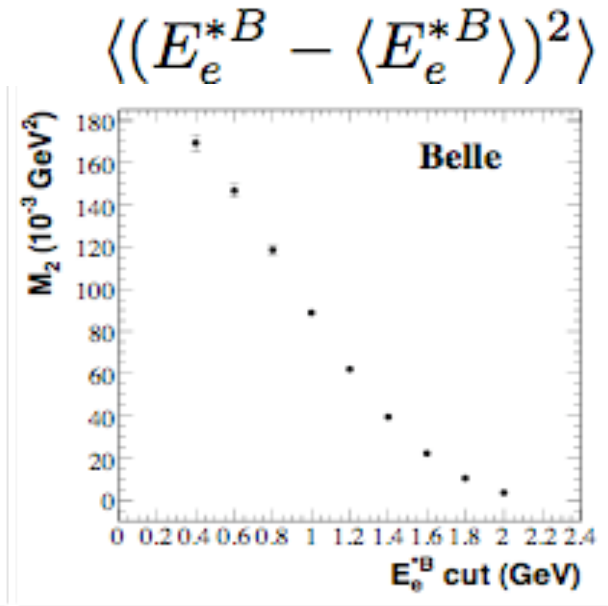 ⟨(E_e^{*B} − ⟨E_e^{*B}⟩)^2⟩
Belle
M_2 (10^{-3} GeV^2)
180
160
140
120
100
80
60
40
20
0
0 0.2 0.4 0.6 0.8 1 1.2 1.4 1.6 1.8 2 2.2 2.4
E_e^{*B} cut (GeV)